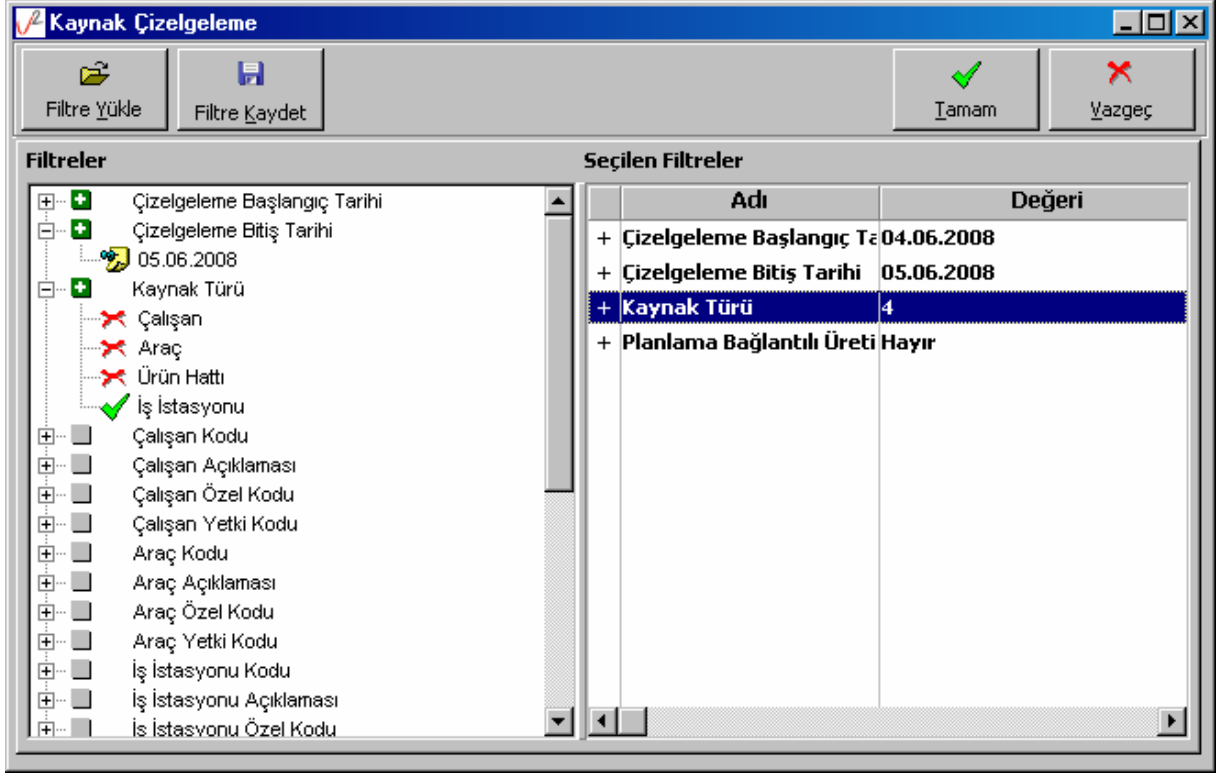 Kaynak Çizelgeleme
Filtre Yükle
Filtre Kaydet
Tamam
Vazgeç
Filtreler
Seçilen Filtreler
Çizelgeleme Başlangıç Tarihi
Çizelgeleme Bitiş Tarihi
05.06.2008
Kaynak Türü
Çalışan
Araç
Ürün Hattı
İş İstasyonu
Çalışan Kodu
Çalışan Açıklaması
Çalışan Özel Kodu
Çalışan Yetki Kodu
Araç Kodu
Araç Açıklaması
Araç Özel Kodu
Araç Yetki Kodu
İş İstasyonu Kodu
İş İstasyonu Açıklaması
İş İstasyonu Özel Kodu
Adı Değeri
+ Çizelgeleme Başlangıç Ta 04.06.2008
+ Çizelgeleme Bitiş Tarihi 05.06.2008
+ Kaynak Türü 4
+ Planlama Bağlantılı Üreti Hayır